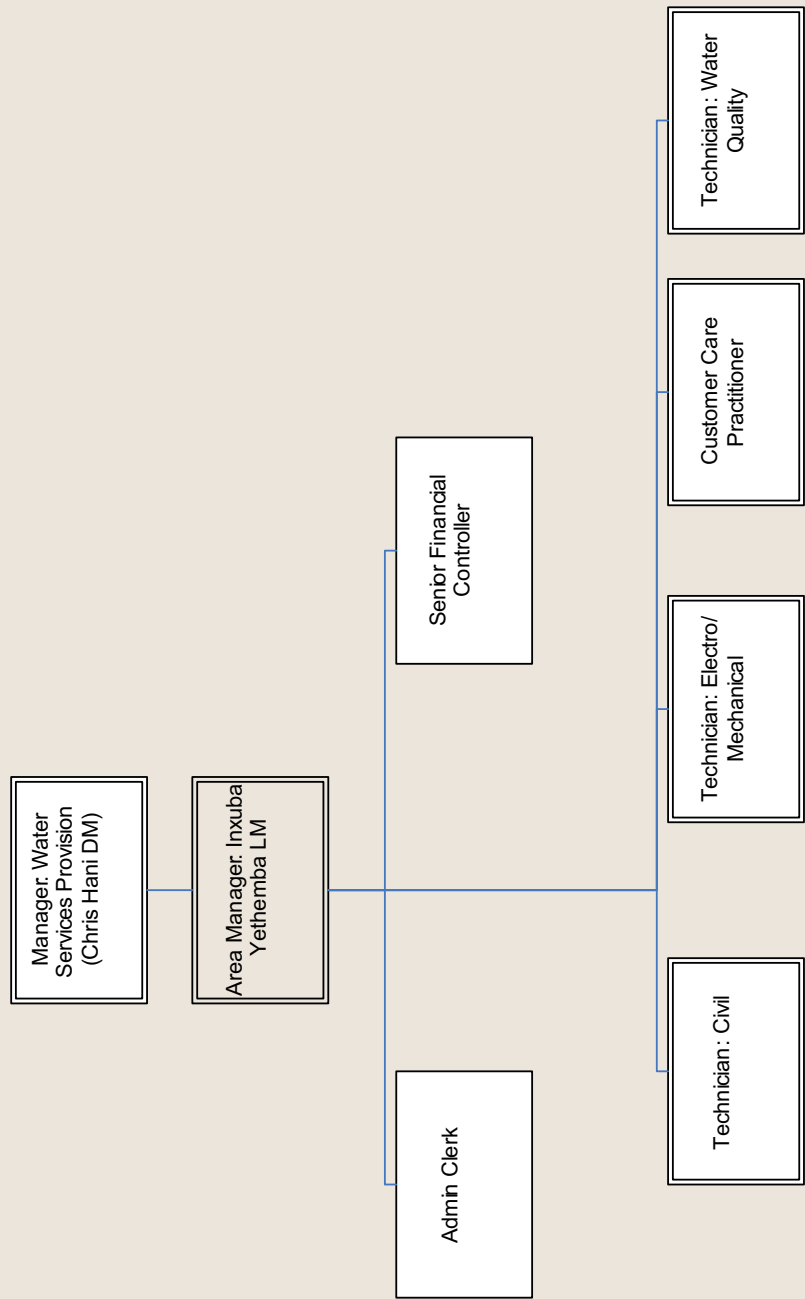 Manager: Water
Services Provision
(Chris Hani DM)
Area Manager: Inxuba
Yethemba LM
Admin Clerk
Senior Financial
Controller
Technician: Civil
Technician: Electro/
Mechanical
Customer Care
Practitioner
Technician: Water
Quality